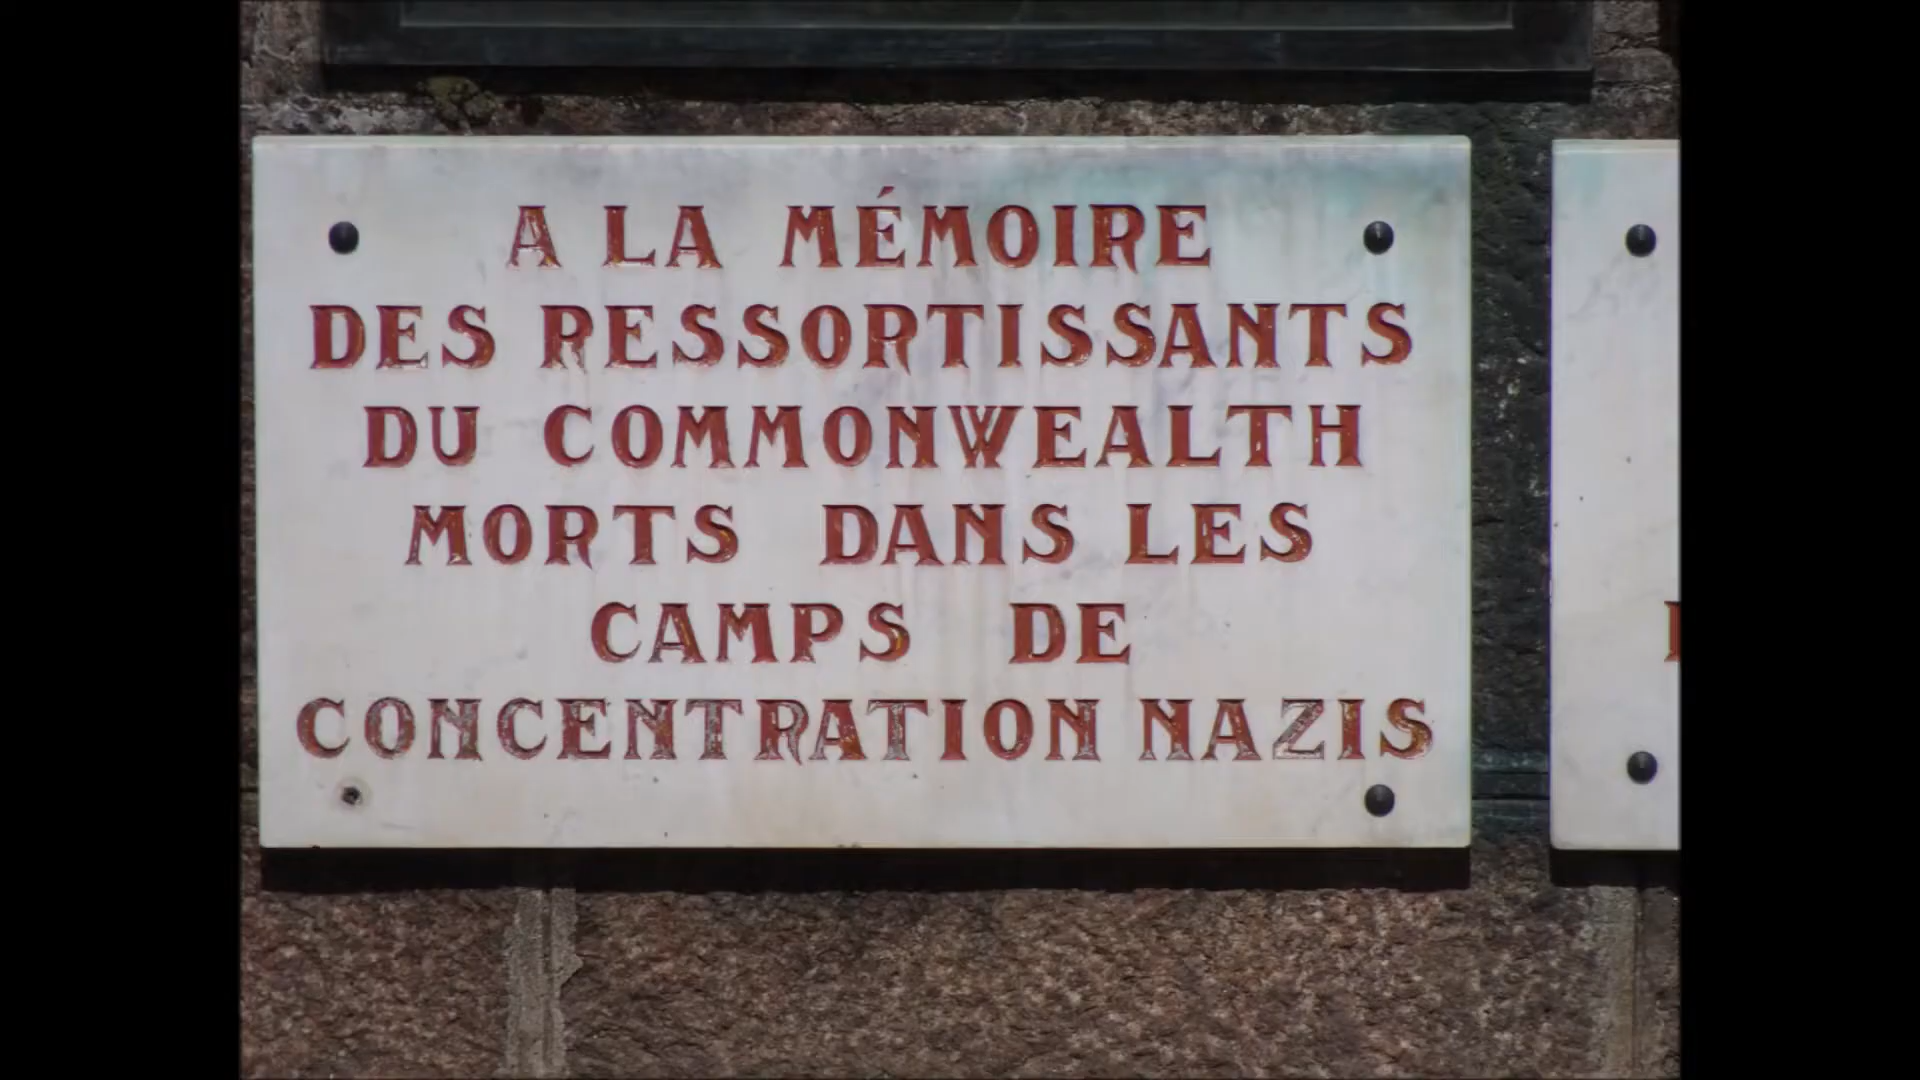 A LA MÉMOIRE
DES RESSORTISSANTS
DU COMMONWEALTH
MORTS DANS LES
CAMPS DE
CONCENTRATION NAZIS